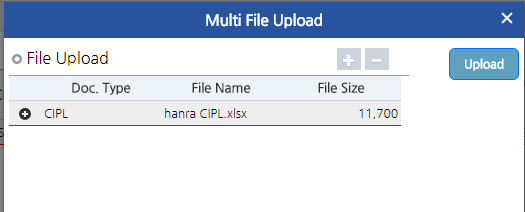 Multi File Upload
File Upload
Upload
Doc. Type File Name File Size
CIPL hanra CIPL.xlsx 11,700